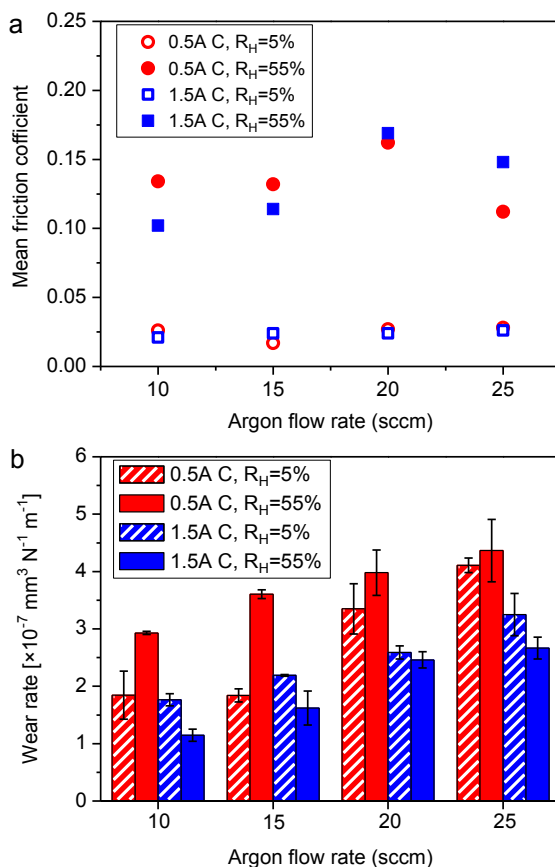 a
0.5A C, R_H=5%
0.5A C, R_H=55%
1.5A C, R_H=5%
1.5A C, R_H=55%
Mean friction cofficient
0.25
0.20
0.15
0.10
0.05
0.00
10 15 20 25
Argon flow rate (sccm)
b
0.5A C, R_H=5%
0.5A C, R_H=55%
1.5A C, R_H=5%
1.5A C, R_H=55%
Wear rate [×10⁻⁷ mm³ N⁻¹ m⁻¹]
6
5
4
3
2
1
0
10 15 20 25
Argon flow rate (sccm)